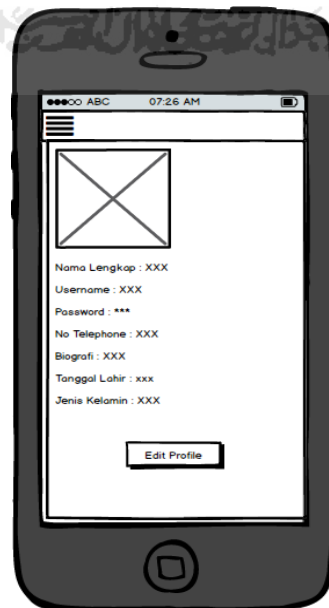 ABC 07:26 AM
Nama Lengkap : XXX
Username : XXX
Password : ***
No Telephone : XXX
Biografi : XXX
Tanggal Lahir : xxx
Jenis Kelamin : XXX
Edit Profile